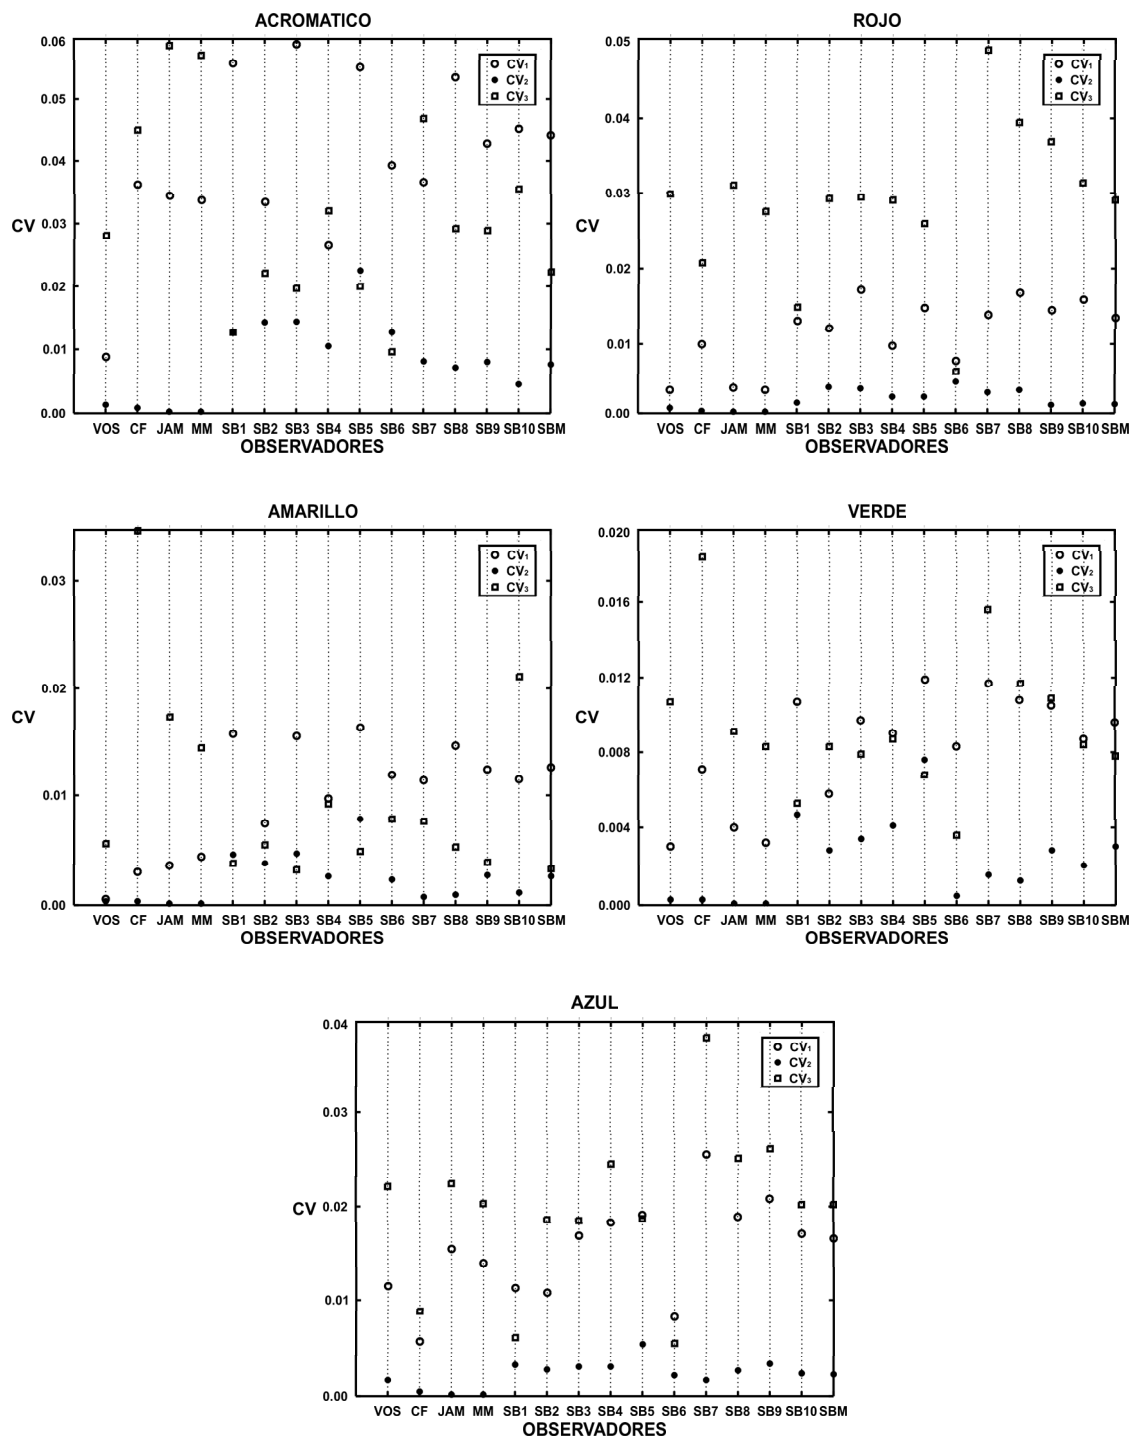 ACROMATICO
0.06
0.05
0.04
0.03
0.02
0.01
0.00
CV
CV₁
CV₂
CV₃
VOS CF JAM MM SB1 SB2 SB3 SB4 SB5 SB6 SB7 SB8 SB9 SB10 SBM
OBSERVADORES
ROJO
0.05
0.04
0.03
0.02
0.01
0.00
CV
CV₁
CV₂
CV₃
VOS CF JAM MM SB1 SB2 SB3 SB4 SB5 SB6 SB7 SB8 SB9 SB10 SBM
OBSERVADORES
AMARILLO
0.03
0.02
0.01
0.00
CV
CV₁
CV₂
CV₃
VOS CF JAM MM SB1 SB2 SB3 SB4 SB5 SB6 SB7 SB8 SB9 SB10 SBM
OBSERVADORES
VERDE
0.020
0.016
0.012
0.008
0.004
0.000
CV
CV₁
CV₂
CV₃
VOS CF JAM MM SB1 SB2 SB3 SB4 SB5 SB6 SB7 SB8 SB9 SB10 SBM
OBSERVADORES
AZUL
0.04
0.03
0.02
0.01
0.00
CV
CV₁
CV₂
CV₃
VOS CF JAM MM SB1 SB2 SB3 SB4 SB5 SB6 SB7 SB8 SB9 SB10 SBM
OBSERVADORES